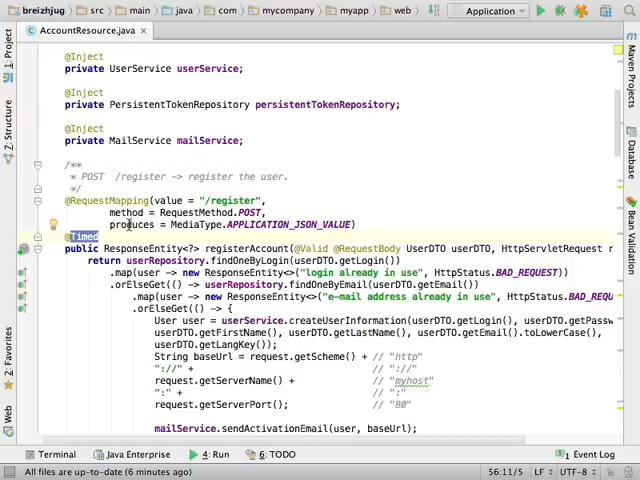 breizhjug src main java com mycompany myapp web Application
AccountResource.java
@Inject
private UserService userService;
@Inject
private PersistentTokenRepository persistentTokenRepository;
@Inject
private MailService mailService;
/**
* POST /register -> register the user.
*/
@RequestMapping(value = "/register",
method = RequestMethod.POST,
produces = MediaType.APPLICATION_JSON_VALUE)
@Timed
public ResponseEntity<?> registerAccount(@Valid @RequestBody UserDTO userDTO, HttpServletRequest r
return userRepository.findOneByLogin(userDTO.getLogin())
.map(user -> new ResponseEntity<>("login already in use", HttpStatus.BAD_REQUEST))
.orElseGet(() -> userRepository.findOneByEmail(userDTO.getEmail())
.map(user -> new ResponseEntity<>("e-mail address already in use", HttpStatus.BAD_REQU
.orElseGet(() -> {
User user = userService.createUserInformation(userDTO.getLogin(), userDTO.getPassw
userDTO.getFirstName(), userDTO.getLastName(), userDTO.getEmail().toLowerCase(),
userDTO.getLangKey());
String baseUrl = request.getScheme() + // "http"
"://" + // "://"
request.getServerName() + // "myhost"
":" + // ":"
request.getServerPort(); // "80"
mailService.sendActivationEmail(user, baseUrl);
1: Project
7: Structure
2: Favorites
Web
Maven Projects
Database
Bean Validation
Terminal Java Enterprise 4: Run 6: TODO 1 Event Log
All files are up-to-date (6 minutes ago) 56:11/5 LF UTF-8